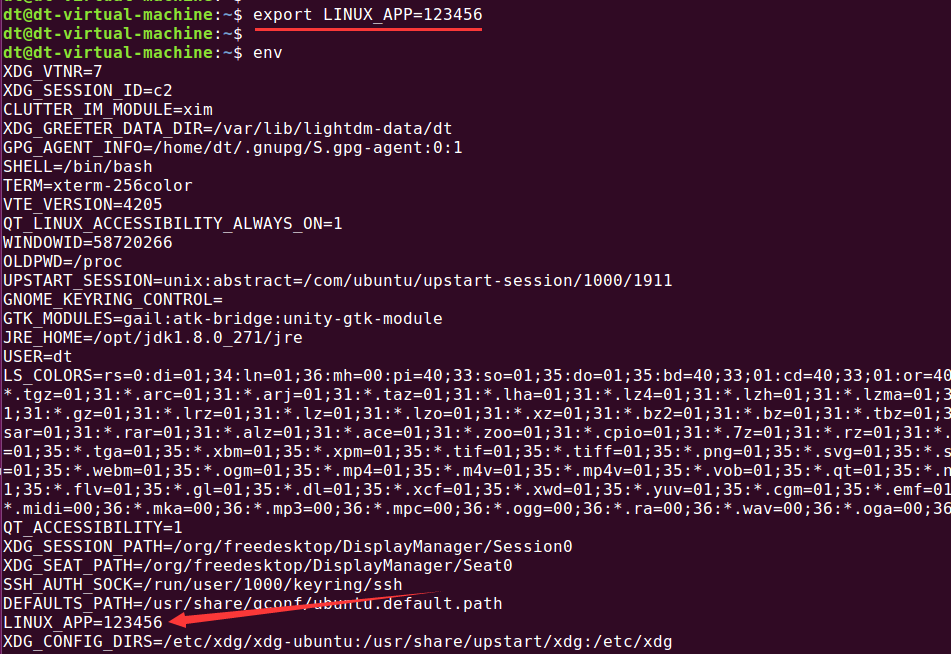 dt@dt-virtual-machine:~$
dt@dt-virtual-machine:~$ export LINUX_APP=123456
dt@dt-virtual-machine:~$
dt@dt-virtual-machine:~$ env
XDG_VTNR=7
XDG_SESSION_ID=c2
CLUTTER_IM_MODULE=xim
XDG_GREETER_DATA_DIR=/var/lib/lightdm-data/dt
GPG_AGENT_INFO=/home/dt/.gnupg/S.gpg-agent:0:1
SHELL=/bin/bash
TERM=xterm-256color
VTE_VERSION=4205
QT_LINUX_ACCESSIBILITY_ALWAYS_ON=1
WINDOWID=58720266
OLDPWD=/proc
UPSTART_SESSION=unix:abstract=/com/ubuntu/upstart-session/1000/1911
GNOME_KEYRING_CONTROL=
GTK_MODULES=gail:atk-bridge:unity-gtk-module
JRE_HOME=/opt/jdk1.8.0_271/jre
USER=dt
LS_COLORS=rs=0:di=01;34:ln=01;36:mh=00:pi=40;33:so=01;35:do=01;35:bd=40;33;01:cd=40;33;01:or=40
*.tgz=01;31:*.arc=01;31:*.arj=01;31:*.taz=01;31:*.lha=01;31:*.lz4=01;31:*.lzh=01;31:*.lzma=01;3
1;31:*.gz=01;31:*.lrz=01;31:*.lz=01;31:*.lzo=01;31:*.xz=01;31:*.bz2=01;31:*.bz=01;31:*.tbz=01;3
sar=01;31:*.rar=01;31:*.alz=01;31:*.ace=01;31:*.zoo=01;31:*.cpio=01;31:*.7z=01;31:*.rz=01;31:*.
=01;35:*.tga=01;35:*.xbm=01;35:*.xpm=01;35:*.tif=01;35:*.tiff=01;35:*.png=01;35:*.svg=01;35:*.s
=01;35:*.webm=01;35:*.ogm=01;35:*.mp4=01;35:*.m4v=01;35:*.mp4v=01;35:*.vob=01;35:*.qt=01;35:*.n
1;35:*.flv=01;35:*.gl=01;35:*.dl=01;35:*.xcf=01;35:*.xwd=01;35:*.yuv=01;35:*.cgm=01;35:*.emf=01
*.midi=00;36:*.mka=00;36:*.mp3=00;36:*.mpc=00;36:*.ogg=00;36:*.ra=00;36:*.wav=00;36:*.oga=00;36
QT_ACCESSIBILITY=1
XDG_SESSION_PATH=/org/freedesktop/DisplayManager/Session0
XDG_SEAT_PATH=/org/freedesktop/DisplayManager/Seat0
SSH_AUTH_SOCK=/run/user/1000/keyring/ssh
DEFAULTS_PATH=/usr/share/gconf/ubuntu.default.path
LINUX_APP=123456
XDG_CONFIG_DIRS=/etc/xdg/xdg-ubuntu:/usr/share/upstart/xdg:/etc/xdg